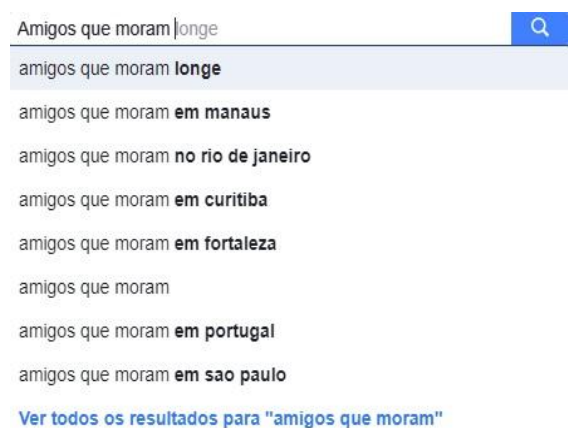 Amigos que moram longe
amigos que moram longe
amigos que moram em manaus
amigos que moram no rio de janeiro
amigos que moram em curitiba
amigos que moram em fortaleza
amigos que moram
amigos que moram em portugal
amigos que moram em sao paulo
Ver todos os resultados para "amigos que moram"